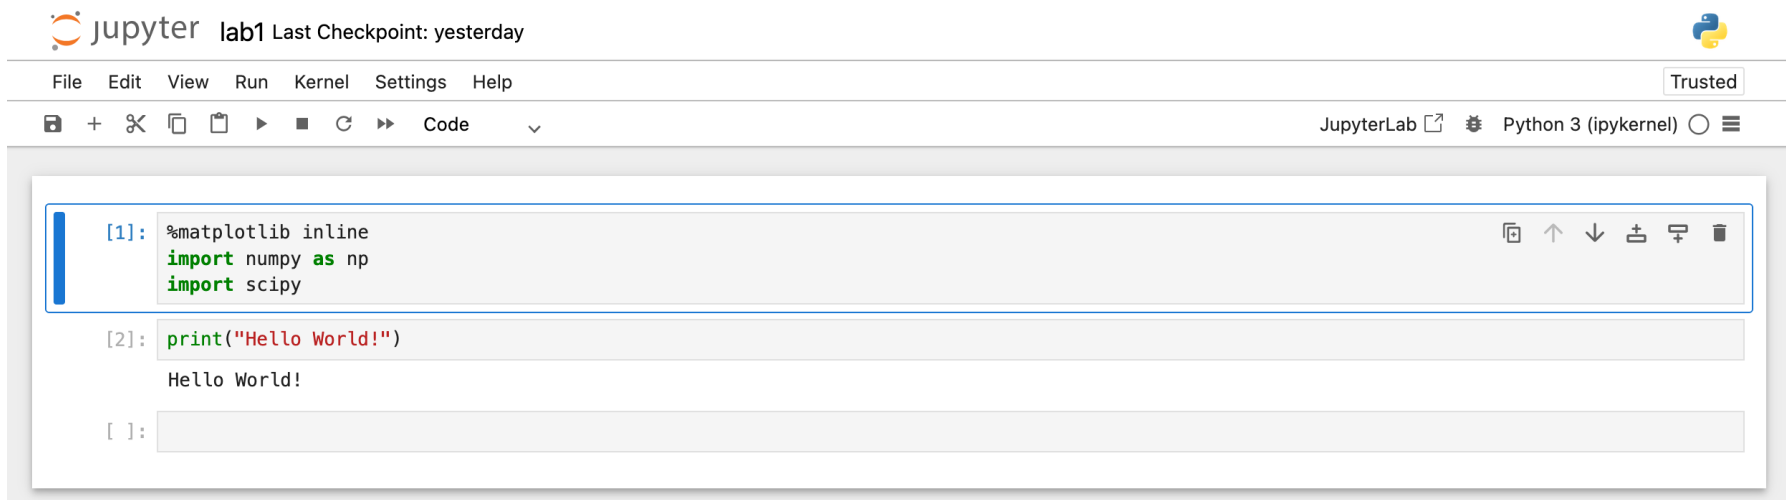 jupyter lab1 Last Checkpoint: yesterday
File Edit View Run Kernel Settings Help Trusted
Code JupyterLab Python 3 (ipykernel)
[1]: %matplotlib inline
import numpy as np
import scipy
[2]: print("Hello World!")
Hello World!
[ ]: